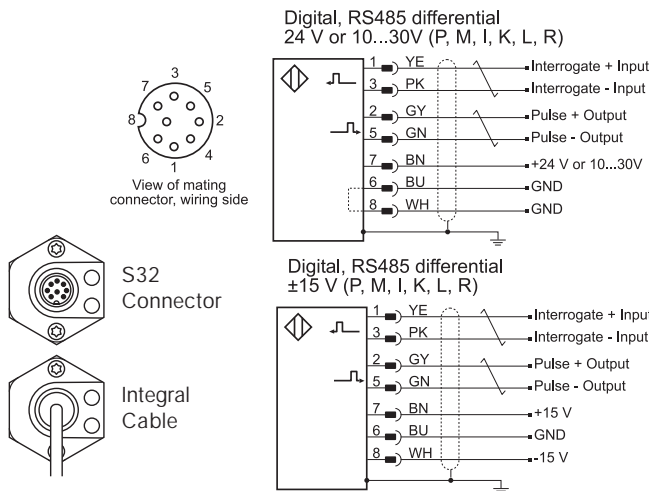 Digital, RS485 differential
24 V or 10...30V (P, M, I, K, L, R)
1 YE Interrogate + Input
3 PK Interrogate - Input
2 GY Pulse + Output
5 GN Pulse - Output
7 BN +24 V or 10...30V
6 BU GND
8 WH GND
3
7 5
8 2
6 4
1
View of mating
connector, wiring side
S32
Connector
Integral
Cable
Digital, RS485 differential
±15 V (P, M, I, K, L, R)
1 YE Interrogate + Input
3 PK Interrogate - Input
2 GY Pulse + Output
5 GN Pulse - Output
7 BN +15 V
6 BU GND
8 WH -15 V